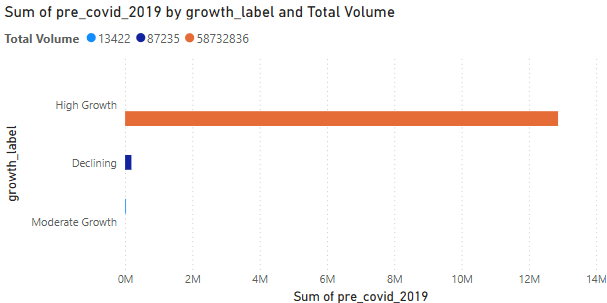 Sum of pre_covid_2019 by growth_label and Total Volume
Total Volume 13422 87235 58732836
High Growth
Declining
Moderate Growth
growth_label
0M 2M 4M 6M 8M 10M 12M 14M
Sum of pre_covid_2019